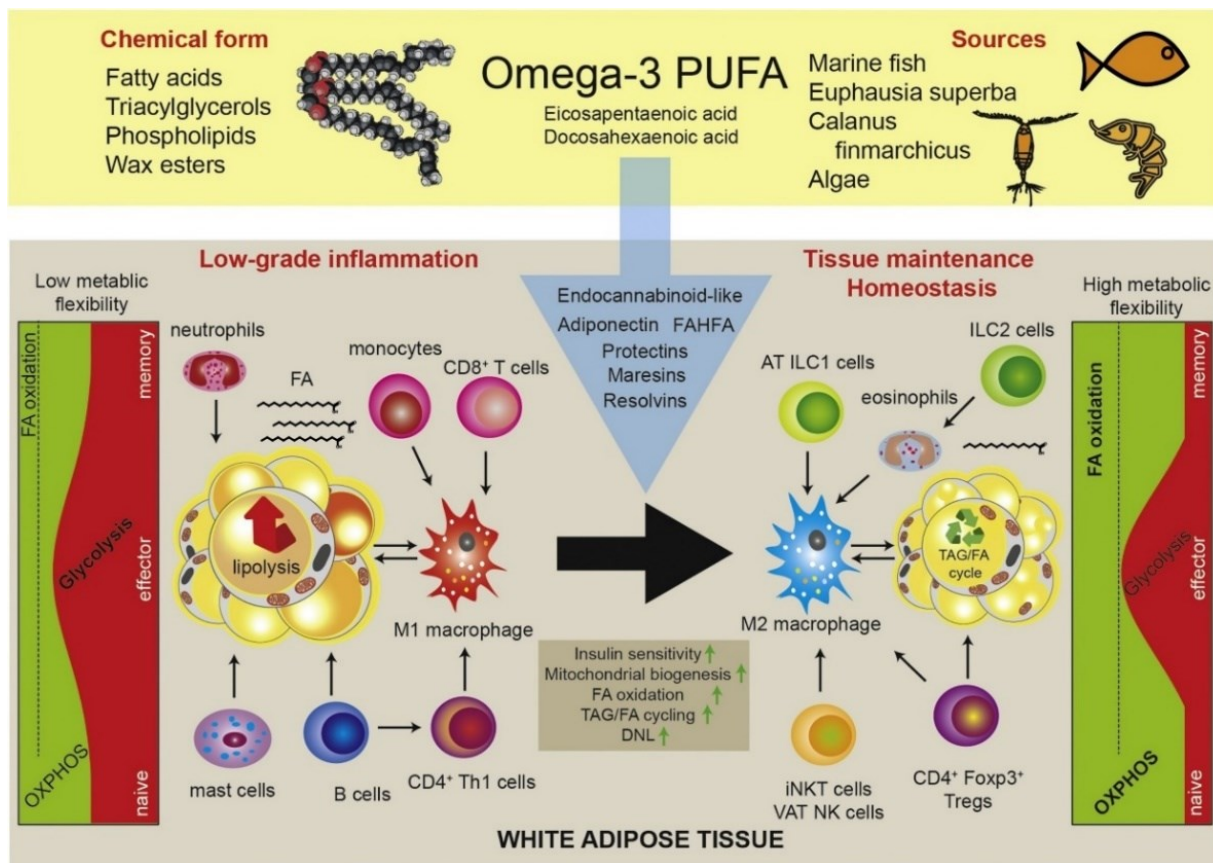 Chemical form
Fatty acids
Triacylglycerols
Phospholipids
Wax esters
Omega-3 PUFA
Eicosapentaenoic acid
Docosahexaenoic acid
Sources
Marine fish
Euphausia superba
Calanus
finmarchicus
Algae
Low-grade inflammation
Low metablic
flexibility
FA oxidation
OXPHOS
Glycolysis
memory
effector
naive
neutrophils
FA
monocytes
CD8⁺ T cells
lipolysis
M1 macrophage
mast cells
B cells
CD4⁺ Th1 cells
Endocannabinoid-like
Adiponectin FAHFA
Protectins
Maresins
Resolvins
Insulin sensitivity
Mitochondrial biogenesis
FA oxidation
TAG/FA cycling
DNL
Tissue maintenance
Homeostasis
AT ILC1 cells
ILC2 cells
eosinophils
TAG/FA
cycle
M2 macrophage
iNKT cells
VAT NK cells
CD4⁺ Foxp3⁺
Tregs
High metabolic
flexibility
FA oxidation
OXPHOS
Glycolysis
memory
effector
naive
WHITE ADIPOSE TISSUE